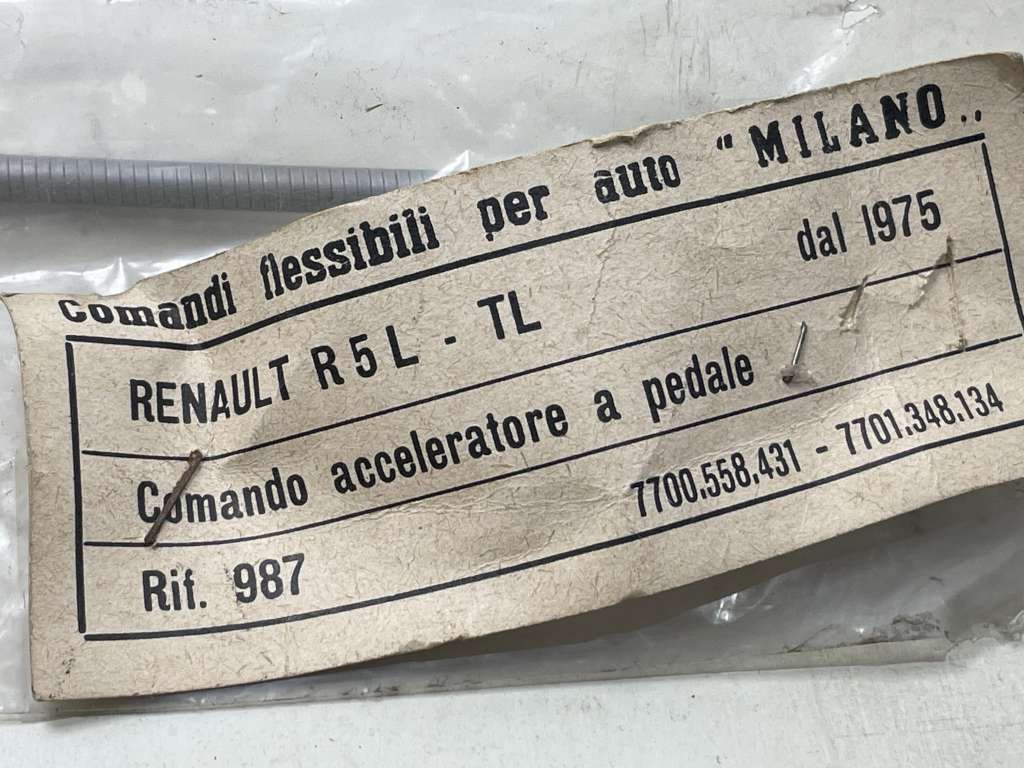 Comandi flessibili per auto "MILANO„
RENAULT R 5 L - TL dal 1975
Comando acceleratore a pedale
Rif. 987 7700.558.431 - 7701.348.134